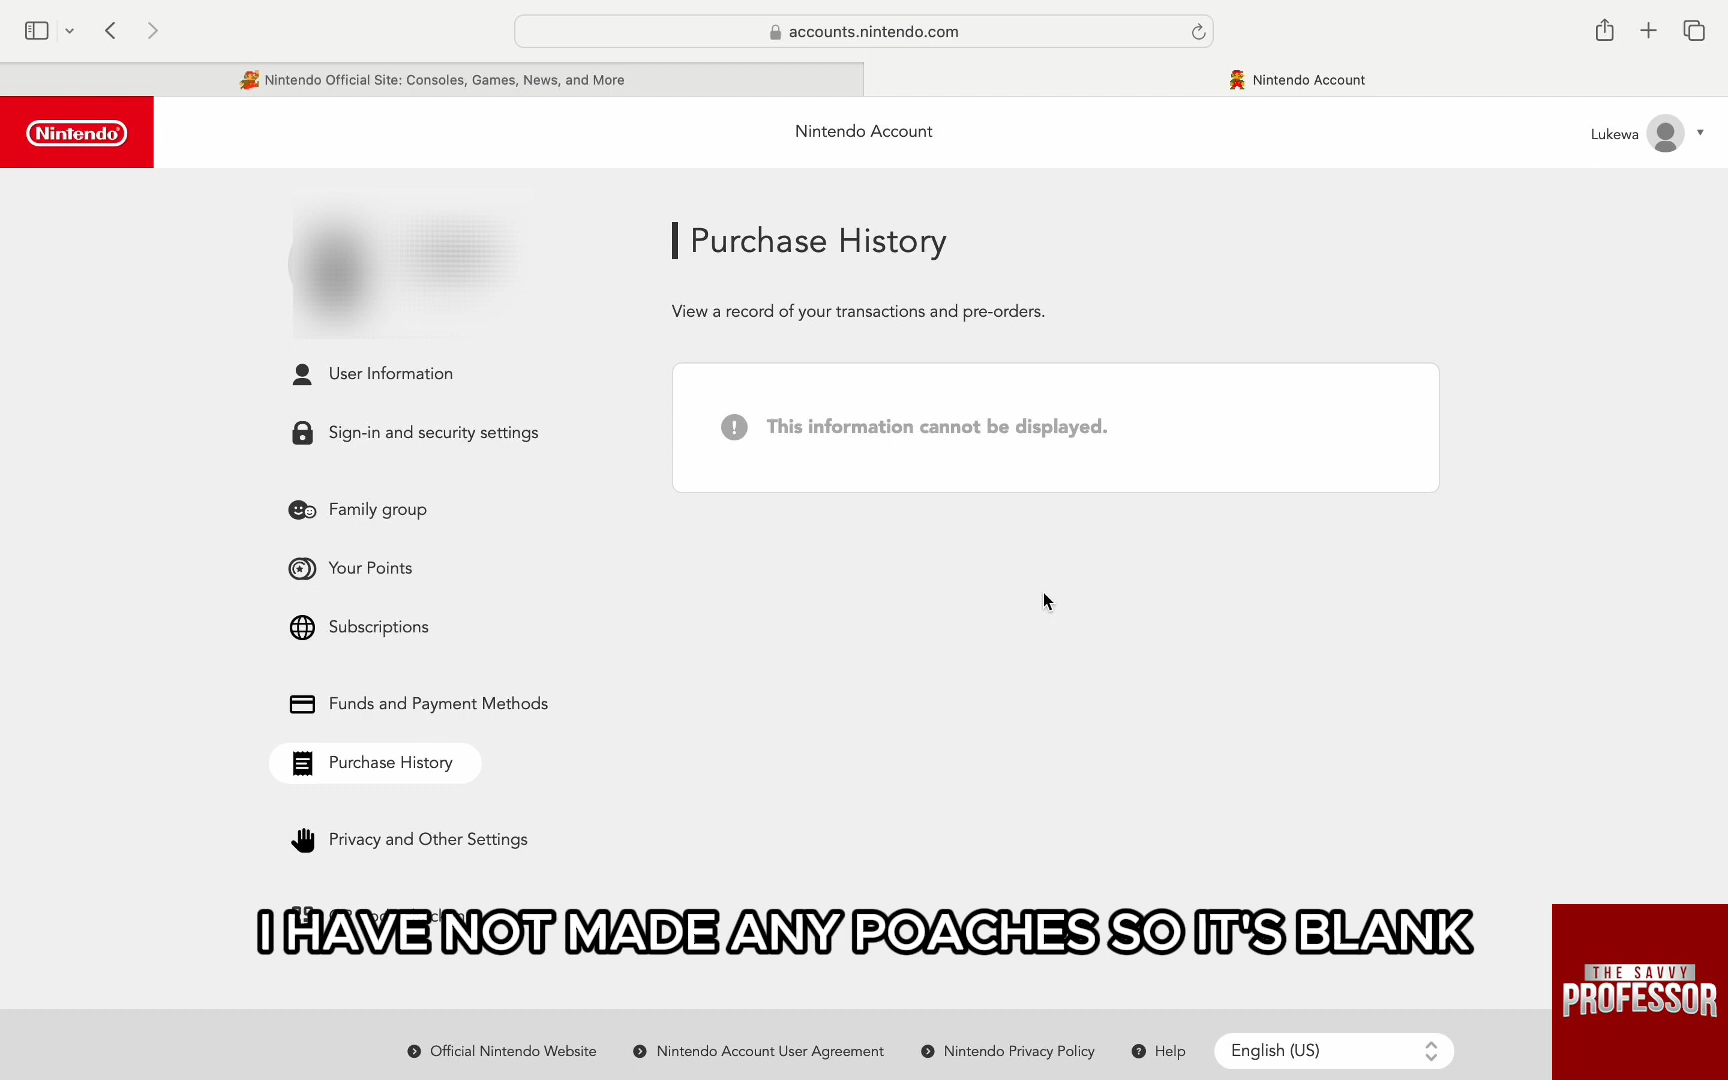 accounts.nintendo.com
Nintendo Official Site: Consoles, Games, News, and More
Nintendo Account
Nintendo
Nintendo Account
Lukewa
Purchase History
View a record of your transactions and pre-orders.
This information cannot be displayed.
User Information
Sign-in and security settings
Family group
Your Points
Subscriptions
Funds and Payment Methods
Purchase History
Privacy and Other Settings
I HAVE NOT MADE ANY POACHES SO IT'S BLANK
THE SAVVY
PROFESSOR
Official Nintendo Website
Nintendo Account User Agreement
Nintendo Privacy Policy
Help
English (US)